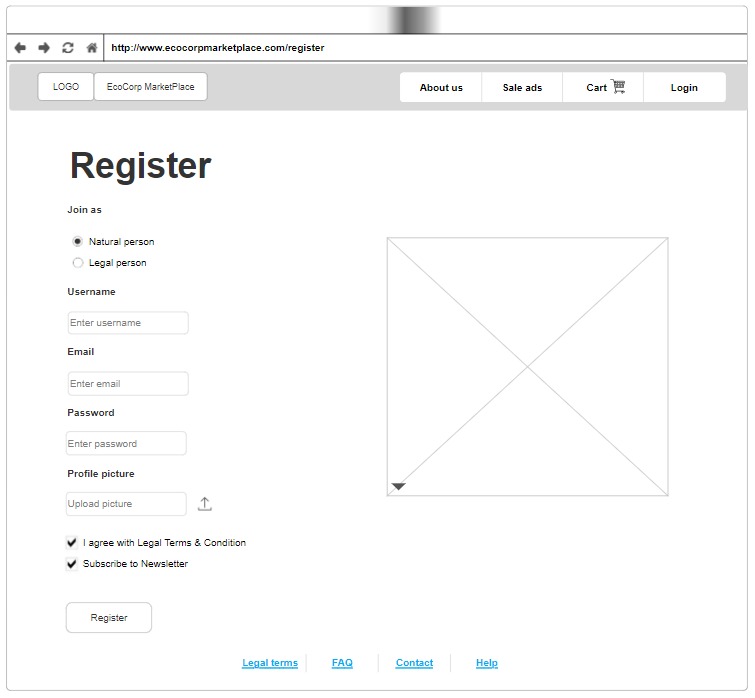 http://www.ecocorpmarketplace.com/register
LOGO EcoCorp MarketPlace About us Sale ads Cart Login
Register
Join as
Natural person
Legal person
Username
Enter username
Email
Enter email
Password
Enter password
Profile picture
Upload picture
I agree with Legal Terms & Condition
Subscribe to Newsletter
Register
Legal terms FAQ Contact Help